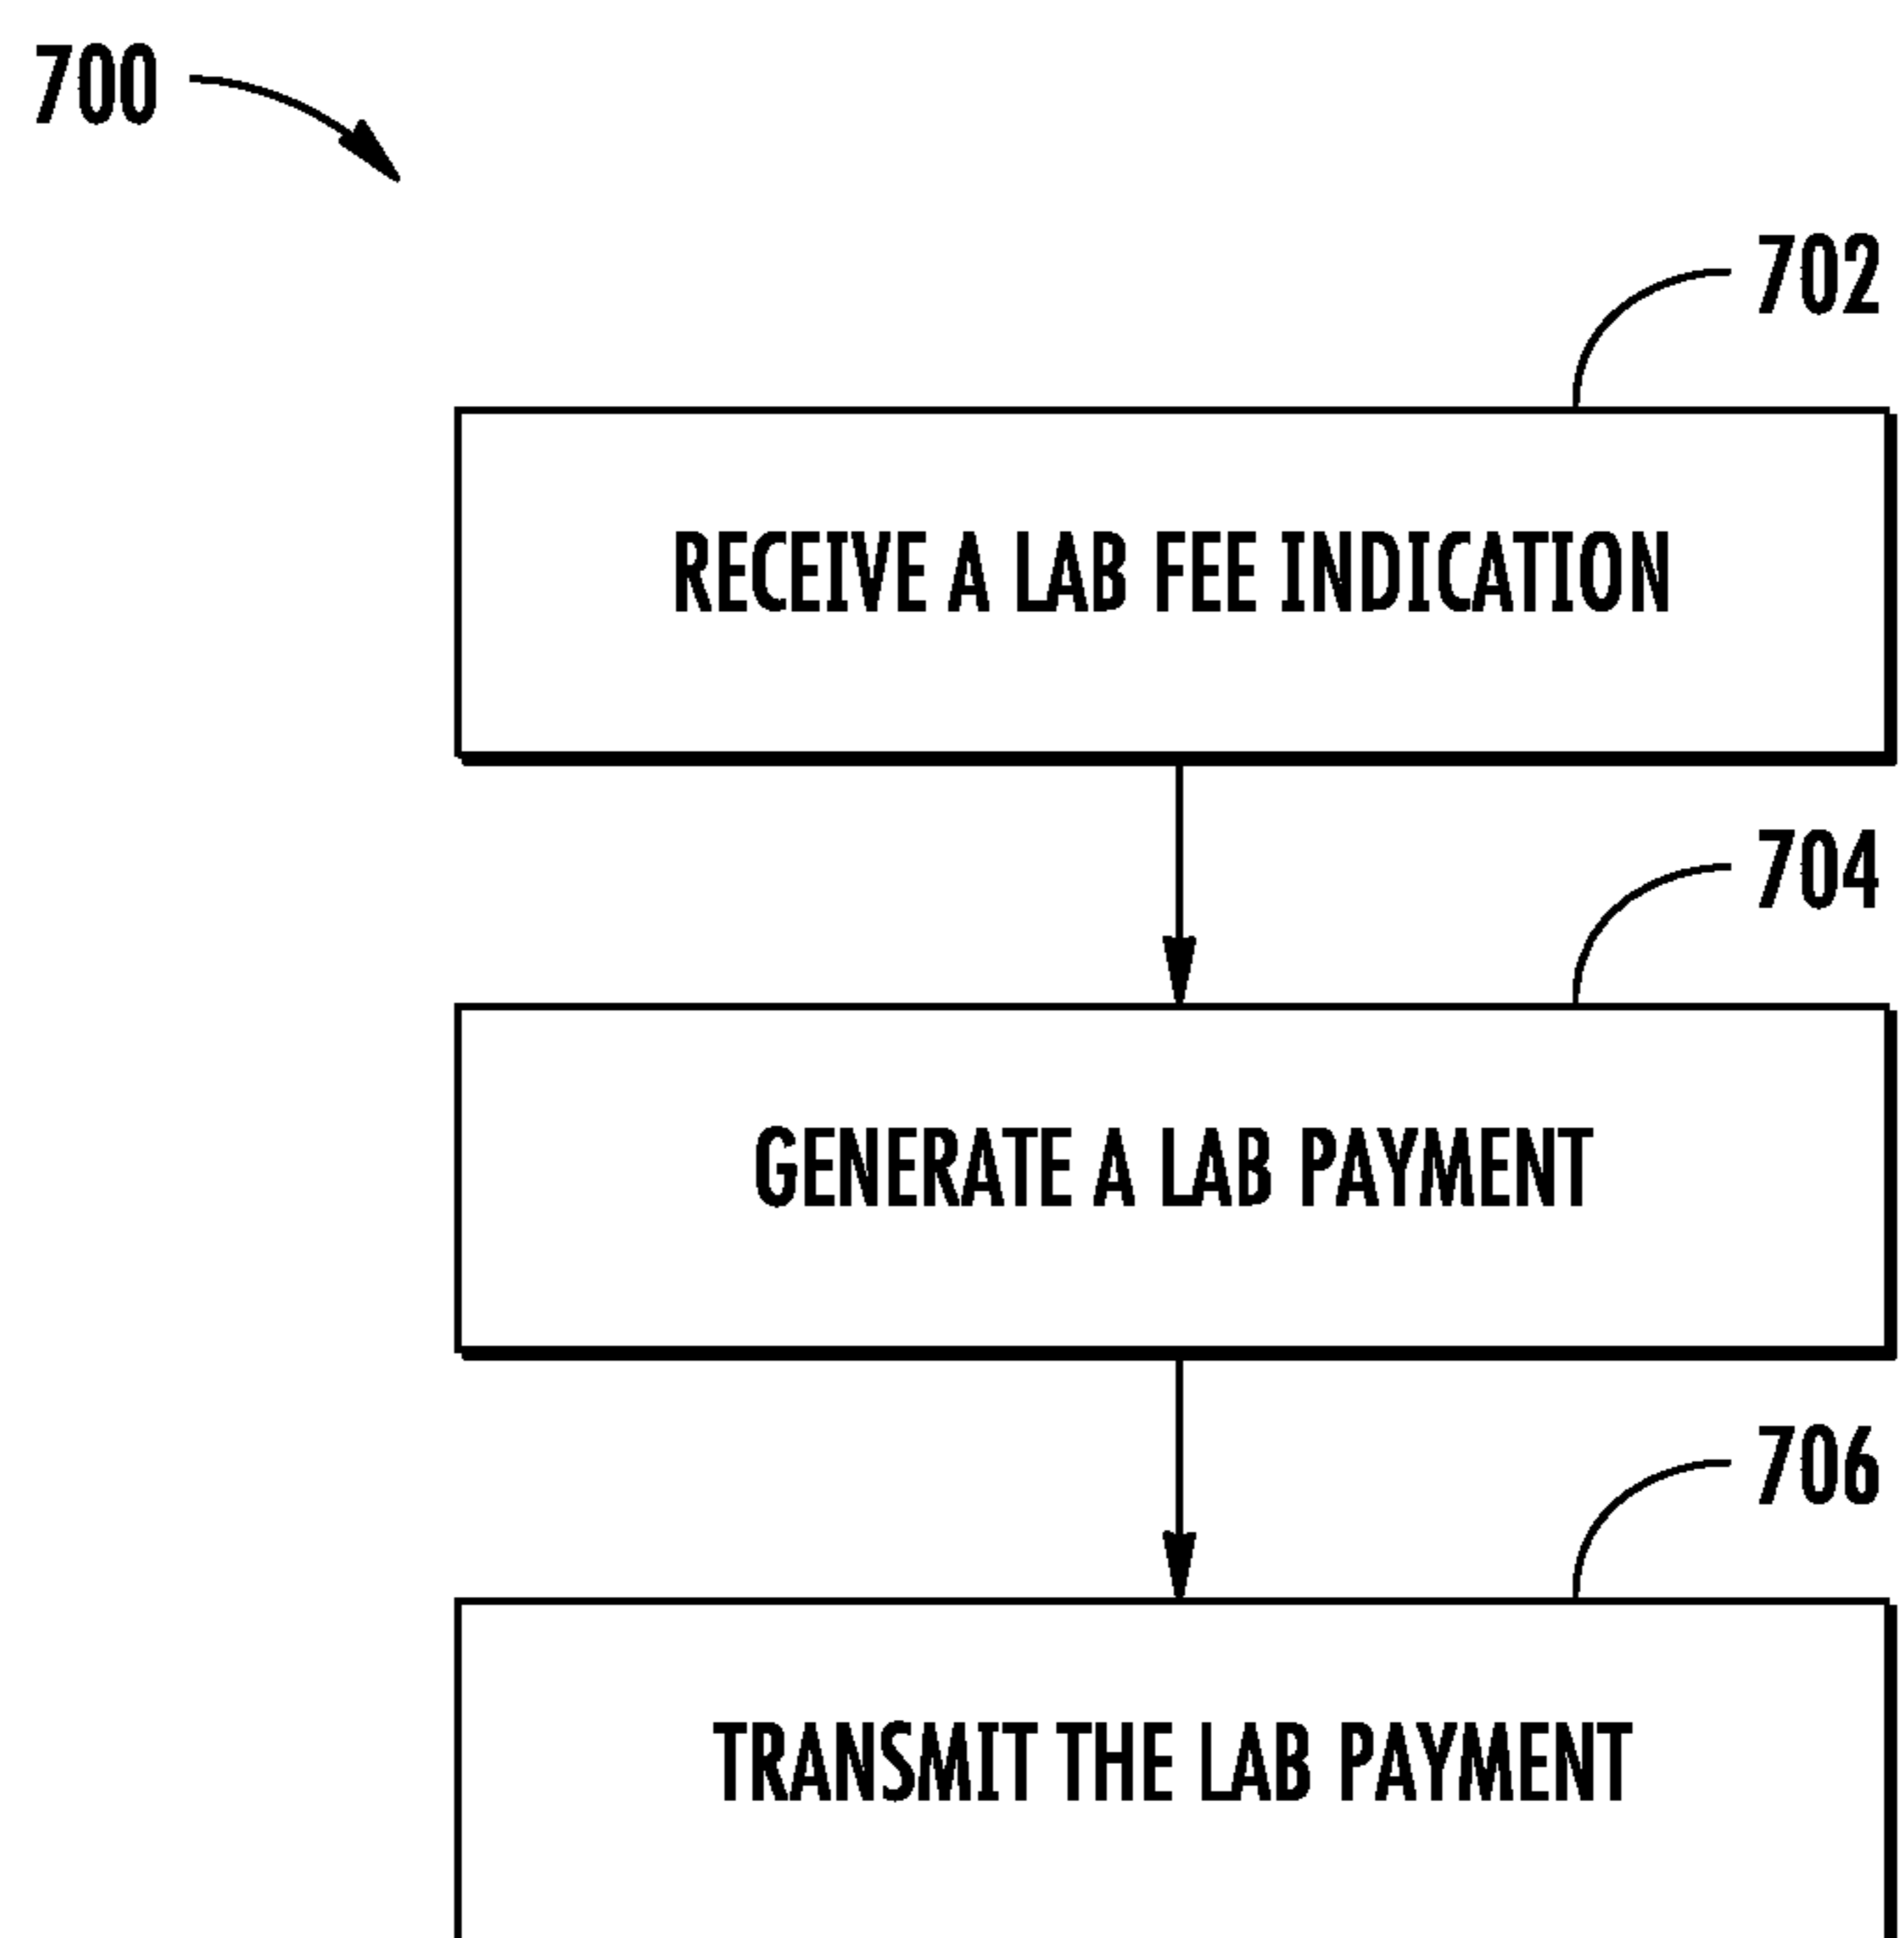 700
702
RECEIVE A LAB FEE INDICATION
704
GENERATE A LAB PAYMENT
706
TRANSMIT THE LAB PAYMENT